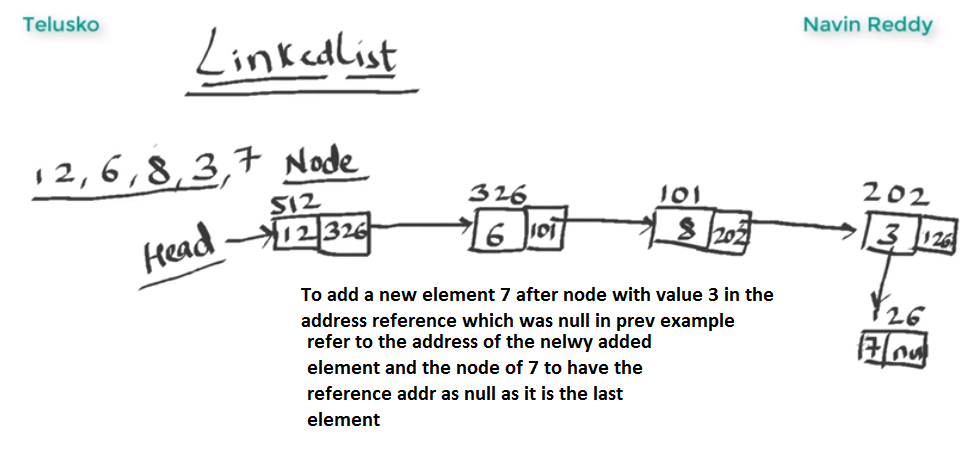 Telusko
Navin Reddy
LinkedList
12, 6, 8, 3, 7 Node
512
326
101
202
Head
12 326
6 101
8 202
3 126
To add a new element 7 after node with value 3 in the
address reference which was null in prev example
refer to the address of the nelwy added
element and the node of 7 to have the
reference addr as null as it is the last
element
126
7 null